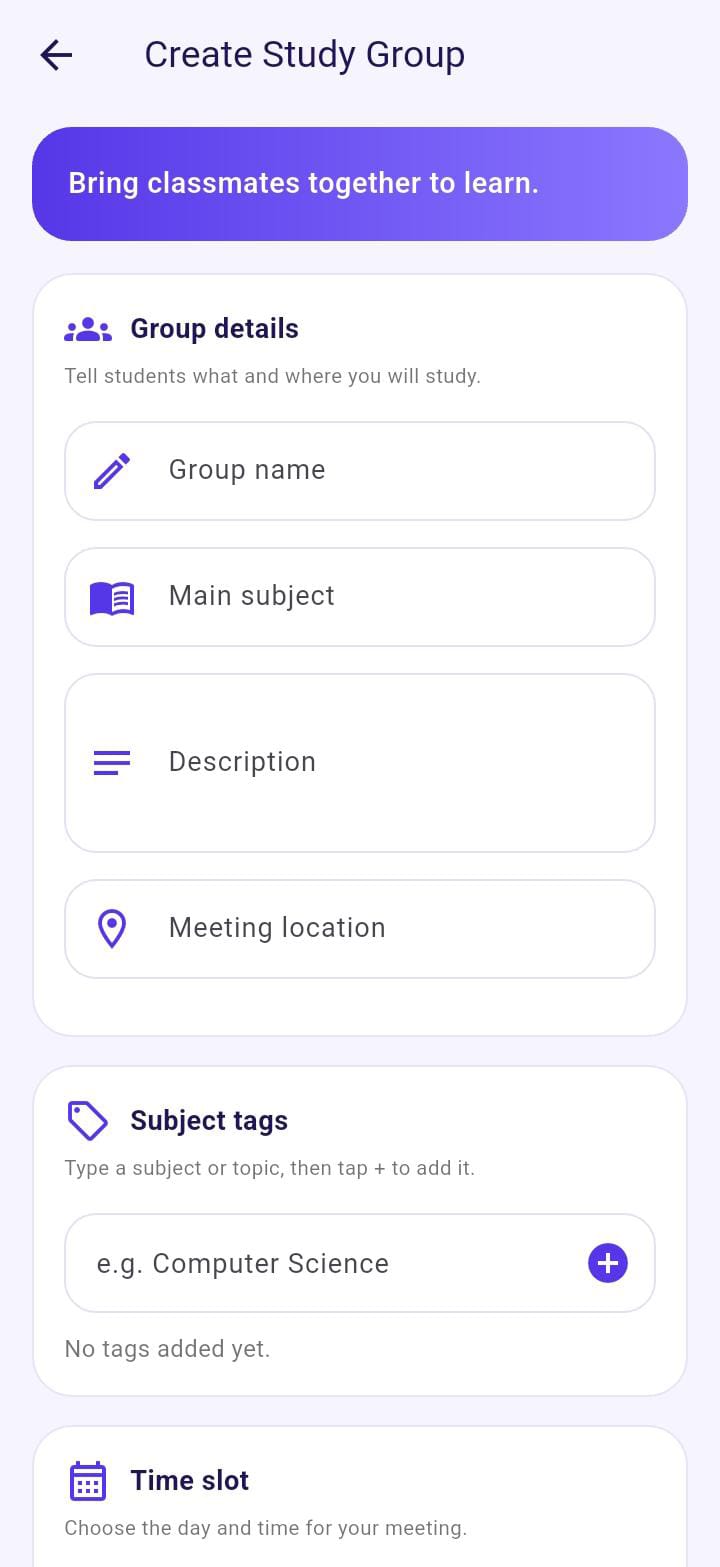 Create Study Group
Bring classmates together to learn.
Group details
Tell students what and where you will study.
Group name
Main subject
Description
Meeting location
Subject tags
Type a subject or topic, then tap + to add it.
e.g. Computer Science
No tags added yet.
Time slot
Choose the day and time for your meeting.